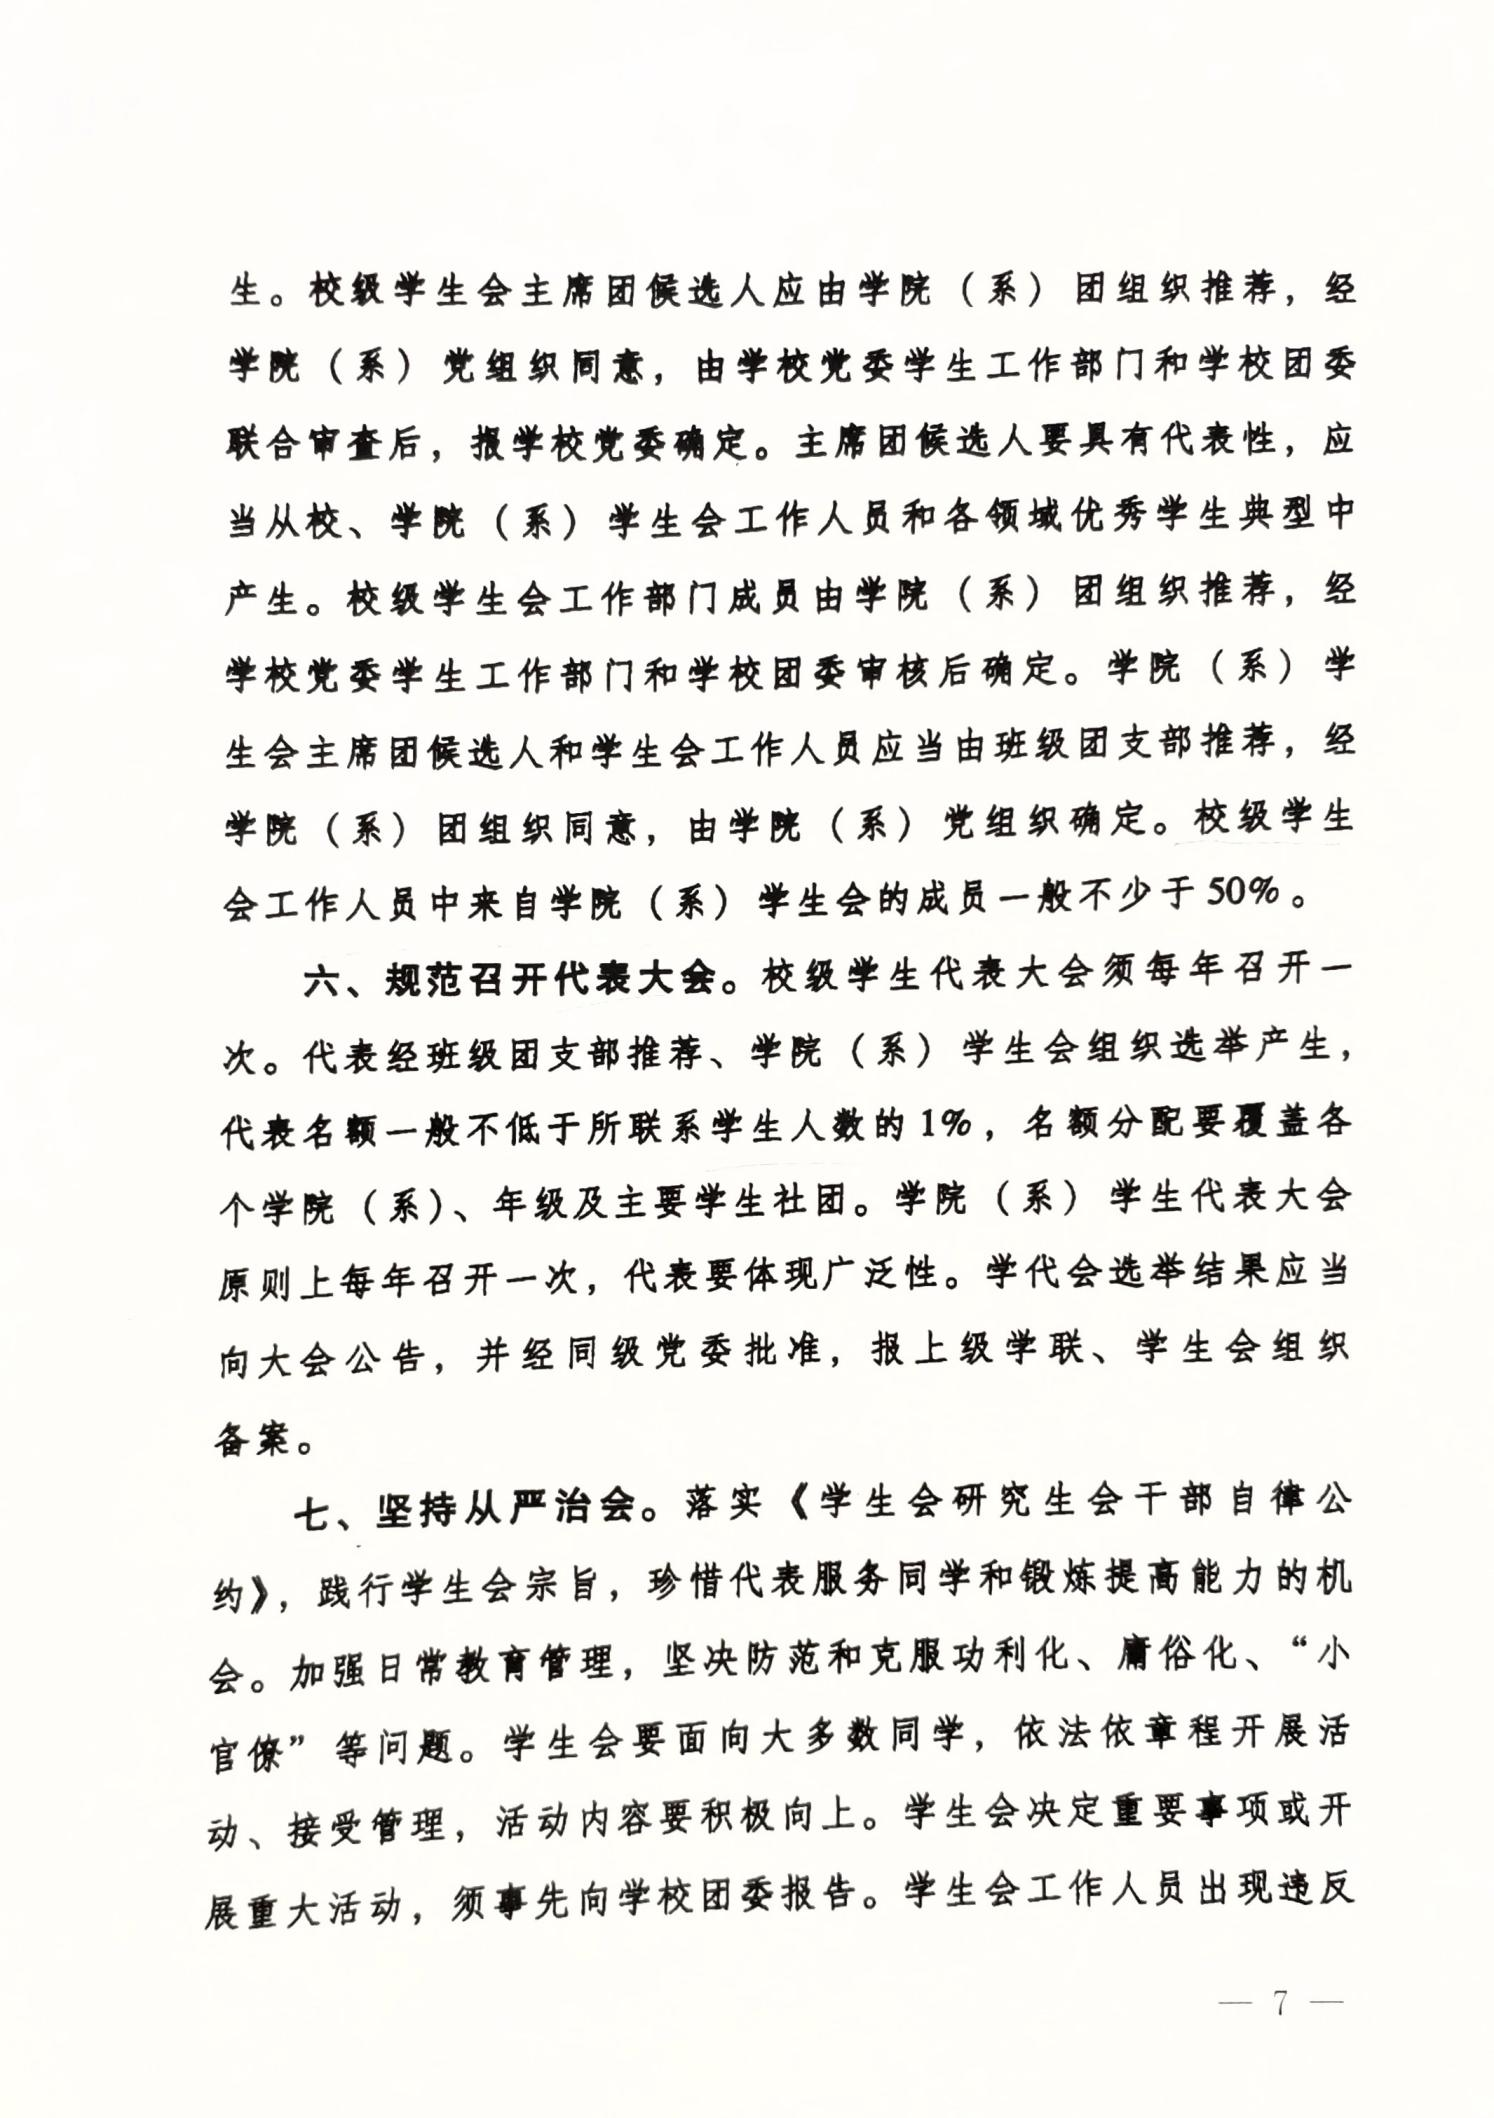 生。校级学生会主席团候选人应由学院（系）团组织推荐，经
学院（系）党组织同意，由学校党委学生工作部门和学校团委
联合审查后，报学校党委确定。主席团候选人要具有代表性，应
当从校、学院（系）学生会工作人员和各领域优秀学生典型中
产生。校级学生会工作部门成员由学院（系）团组织推荐，经
学校党委学生工作部门和学校团委审核后确定。学院（系）学
生会主席团候选人和学生会工作人员应当由班级团支部推荐，经
学院（系）团组织同意，由学院（系）党组织确定。校级学生
会工作人员中来自学院（系）学生会的成员一般不少于50%。
六、规范召开代表大会。校级学生代表大会须每年召开一
次。代表经班级团支部推荐、学院（系）学生会组织选举产生，
代表名额一般不低于所联系学生人数的1%，名额分配要覆盖各
个学院（系）、年级及主要学生社团。学院（系）学生代表大会
原则上每年召开一次，代表要体现广泛性。学代会选举结果应当
向大会公告，并经同级党委批准，报上级学联、学生会组织
备案。
七、坚持从严治会。落实《学生会研究生会干部自律公
约》，践行学生会宗旨，珍惜代表服务同学和锻炼提高能力的机
会。加强日常教育管理，坚决防范和克服功利化、庸俗化、“小
官僚”等问题。学生会要面向大多数同学，依法依章程开展活
动、接受管理，活动内容要积极向上。学生会决定重要事项或开
展重大活动，须事先向学校团委报告。学生会工作人员出现违反
— 7 —